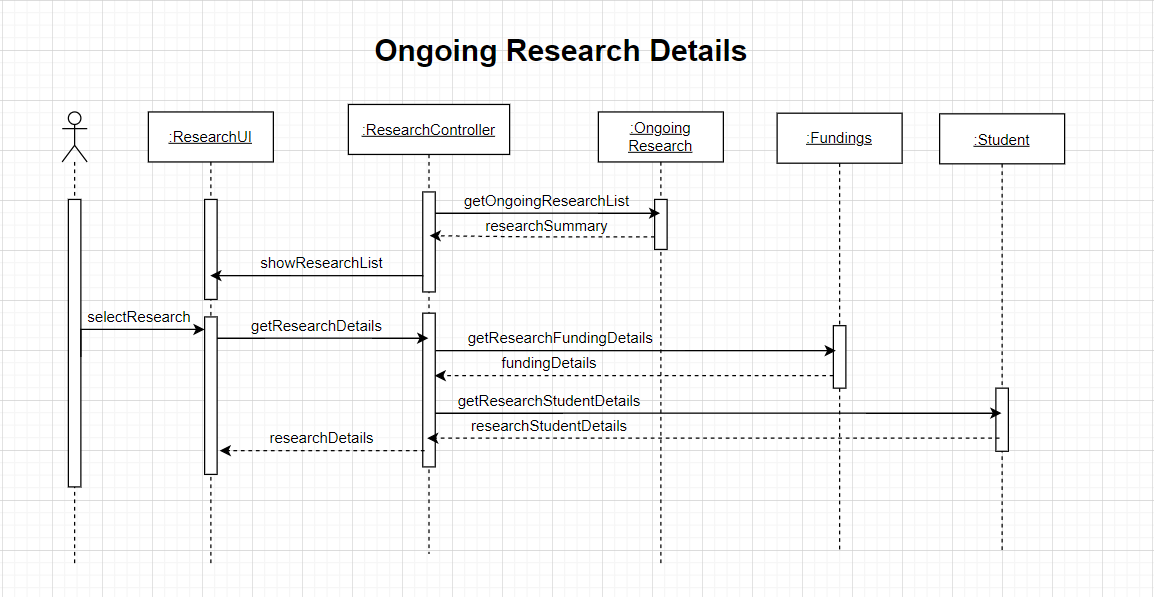 Ongoing Research Details
:ResearchUI
:ResearchController
:Ongoing
Research
:Fundings
:Student
getOngoingResearchList
researchSummary
showResearchList
selectResearch
getResearchDetails
getResearchFundingDetails
fundingDetails
getResearchStudentDetails
researchStudentDetails
researchDetails